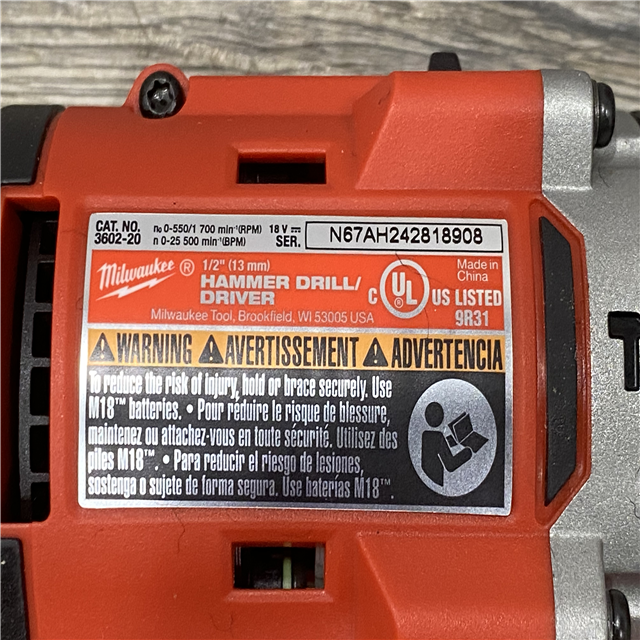 CAT. NO.
3602-20
n₀ 0-550/1 700 min⁻¹(RPM) 18 V ⎓
n 0-25 500 min⁻¹(BPM) SER.
N67AH242818908
Milwaukee ®
1/2" (13 mm)
HAMMER DRILL/
DRIVER
Milwaukee Tool, Brookfield, WI 53005 USA
C UL ® US LISTED
9R31
Made in
China
WARNING AVERTISSEMENT ADVERTENCIA
To reduce the risk of injury, hold or brace securely. Use
M18™ batteries. • Pour réduire le risque de blessure,
maintenez ou attachez-vous en toute sécurité. Utilisez des
piles M18™. • Para reducir el riesgo de lesiones,
sostenga o sujete de forma segura. Use baterías M18™.